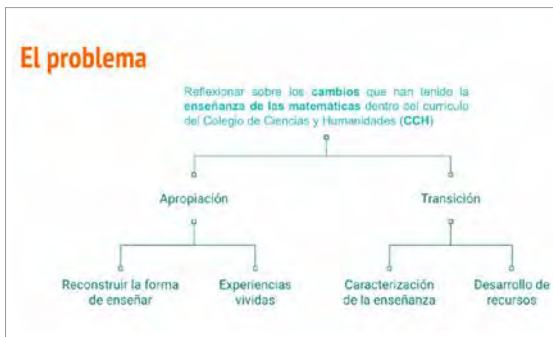 El problema
Reflexionar sobre los cambios que han tenido la
enseñanza de las matemáticas dentro del currículo
del Colegio de Ciencias y Humanidades (CCH)
Apropiación
Transición
Reconstruir la forma
de enseñar
Experiencias
vividas
Caracterización
de la enseñanza
Desarrollo de
recursos